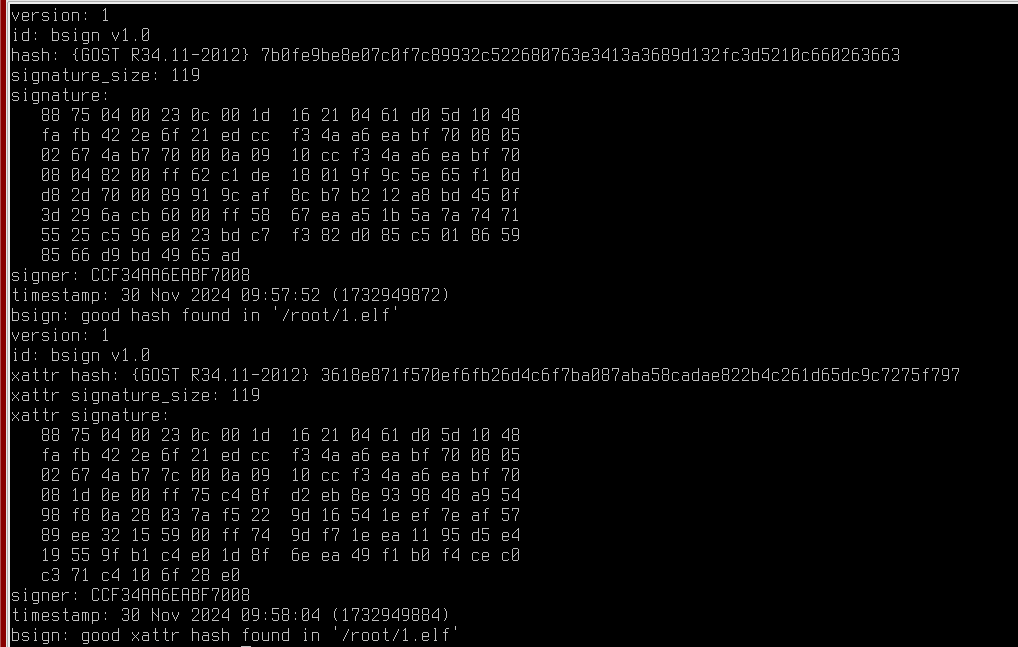 version: 1
id: bsign v1.0
hash: {GOST R34.11-2012} 7b0fe9be8e07c0f7c89932c522680763e3413a3689d132fc3d5210c660263663
signature_size: 119
signature:
88 75 04 00 23 0c 00 1d 16 21 04 61 d0 5d 10 48
fa fb 42 2e 6f 21 ed cc f3 4a a6 ea bf 70 08 05
02 67 4a b7 70 00 0a 09 10 cc f3 4a a6 ea bf 70
08 04 82 00 ff 62 c1 de 18 01 9f 9c 5e 65 f1 0d
d8 2d 70 00 89 91 9c af 8c b7 b2 12 a8 bd 45 0f
3d 29 6a cb 60 00 ff 58 67 ea a5 1b 5a 7a 74 71
55 25 c5 96 e0 23 bd c7 f3 82 d0 85 c5 01 86 59
85 66 d9 bd 49 65 ad
signer: CCF34AA6EABF7008
timestamp: 30 Nov 2024 09:57:52 (1732949872)
bsign: good hash found in '/root/1.elf'
version: 1
id: bsign v1.0
xattr hash: {GOST R34.11-2012} 3618e871f570ef6fb26d4c6f7ba087aba58cadae822b4c261d65dc9c7275f797
xattr signature_size: 119
xattr signature:
88 75 04 00 23 0c 00 1d 16 21 04 61 d0 5d 10 48
fa fb 42 2e 6f 21 ed cc f3 4a a6 ea bf 70 08 05
02 67 4a b7 7c 00 0a 09 10 cc f3 4a a6 ea bf 70
08 1d 0e 00 ff 75 c4 8f d2 eb 8e 93 98 48 a9 54
98 f8 0a 28 03 7a f5 22 9d 16 54 1e ef 7e af 57
89 ee 32 15 59 00 ff 74 9d f7 1e ea 11 95 d5 e4
19 55 9f b1 c4 e0 1d 8f 6e ea 49 f1 b0 f4 ce c0
c3 71 c4 10 6f 28 e0
signer: CCF34AA6EABF7008
timestamp: 30 Nov 2024 09:58:04 (1732949884)
bsign: good xattr hash found in '/root/1.elf'